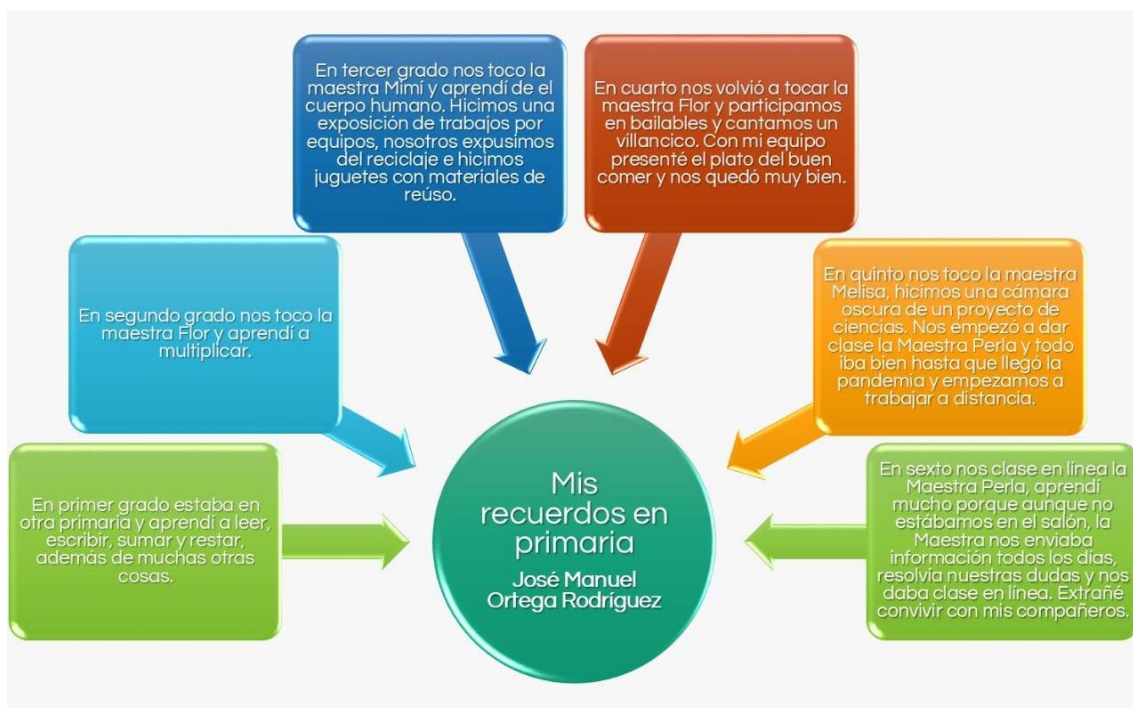 En tercer grado nos toco la
maestra Mimí y aprendí de el
cuerpo humano. Hicimos una
exposición de trabajos por
equipos, nosotros expusimos
del reciclaje e hicimos
juguetes con materiales de
reúso.
En cuarto nos volvió a tocar la
maestra Flor y participamos
en bailables y cantamos un
villancico. Con mi equipo
presenté el plato del buen
comer y nos quedó muy bien.
En segundo grado nos toco la
maestra Flor y aprendí a
multiplicar.
En quinto nos toco la maestra
Melisa, hicimos una cámara
oscura de un proyecto de
ciencias. Nos empezó a dar
clase la Maestra Perla y todo
iba bien hasta que llegó la
pandemia y empezamos a
trabajar a distancia.
En primer grado estaba en
otra primaria y aprendí a leer,
escribir, sumar y restar,
además de muchas otras
cosas.
Mis
recuerdos en
primaria
José Manuel
Ortega Rodríguez
En sexto nos clase en línea la
Maestra Perla, aprendí
mucho porque aunque no
estábamos en el salón, la
Maestra nos enviaba
información todos los días,
resolvía nuestras dudas y nos
daba clase en línea. Extrañé
convivir con mis compañeros.